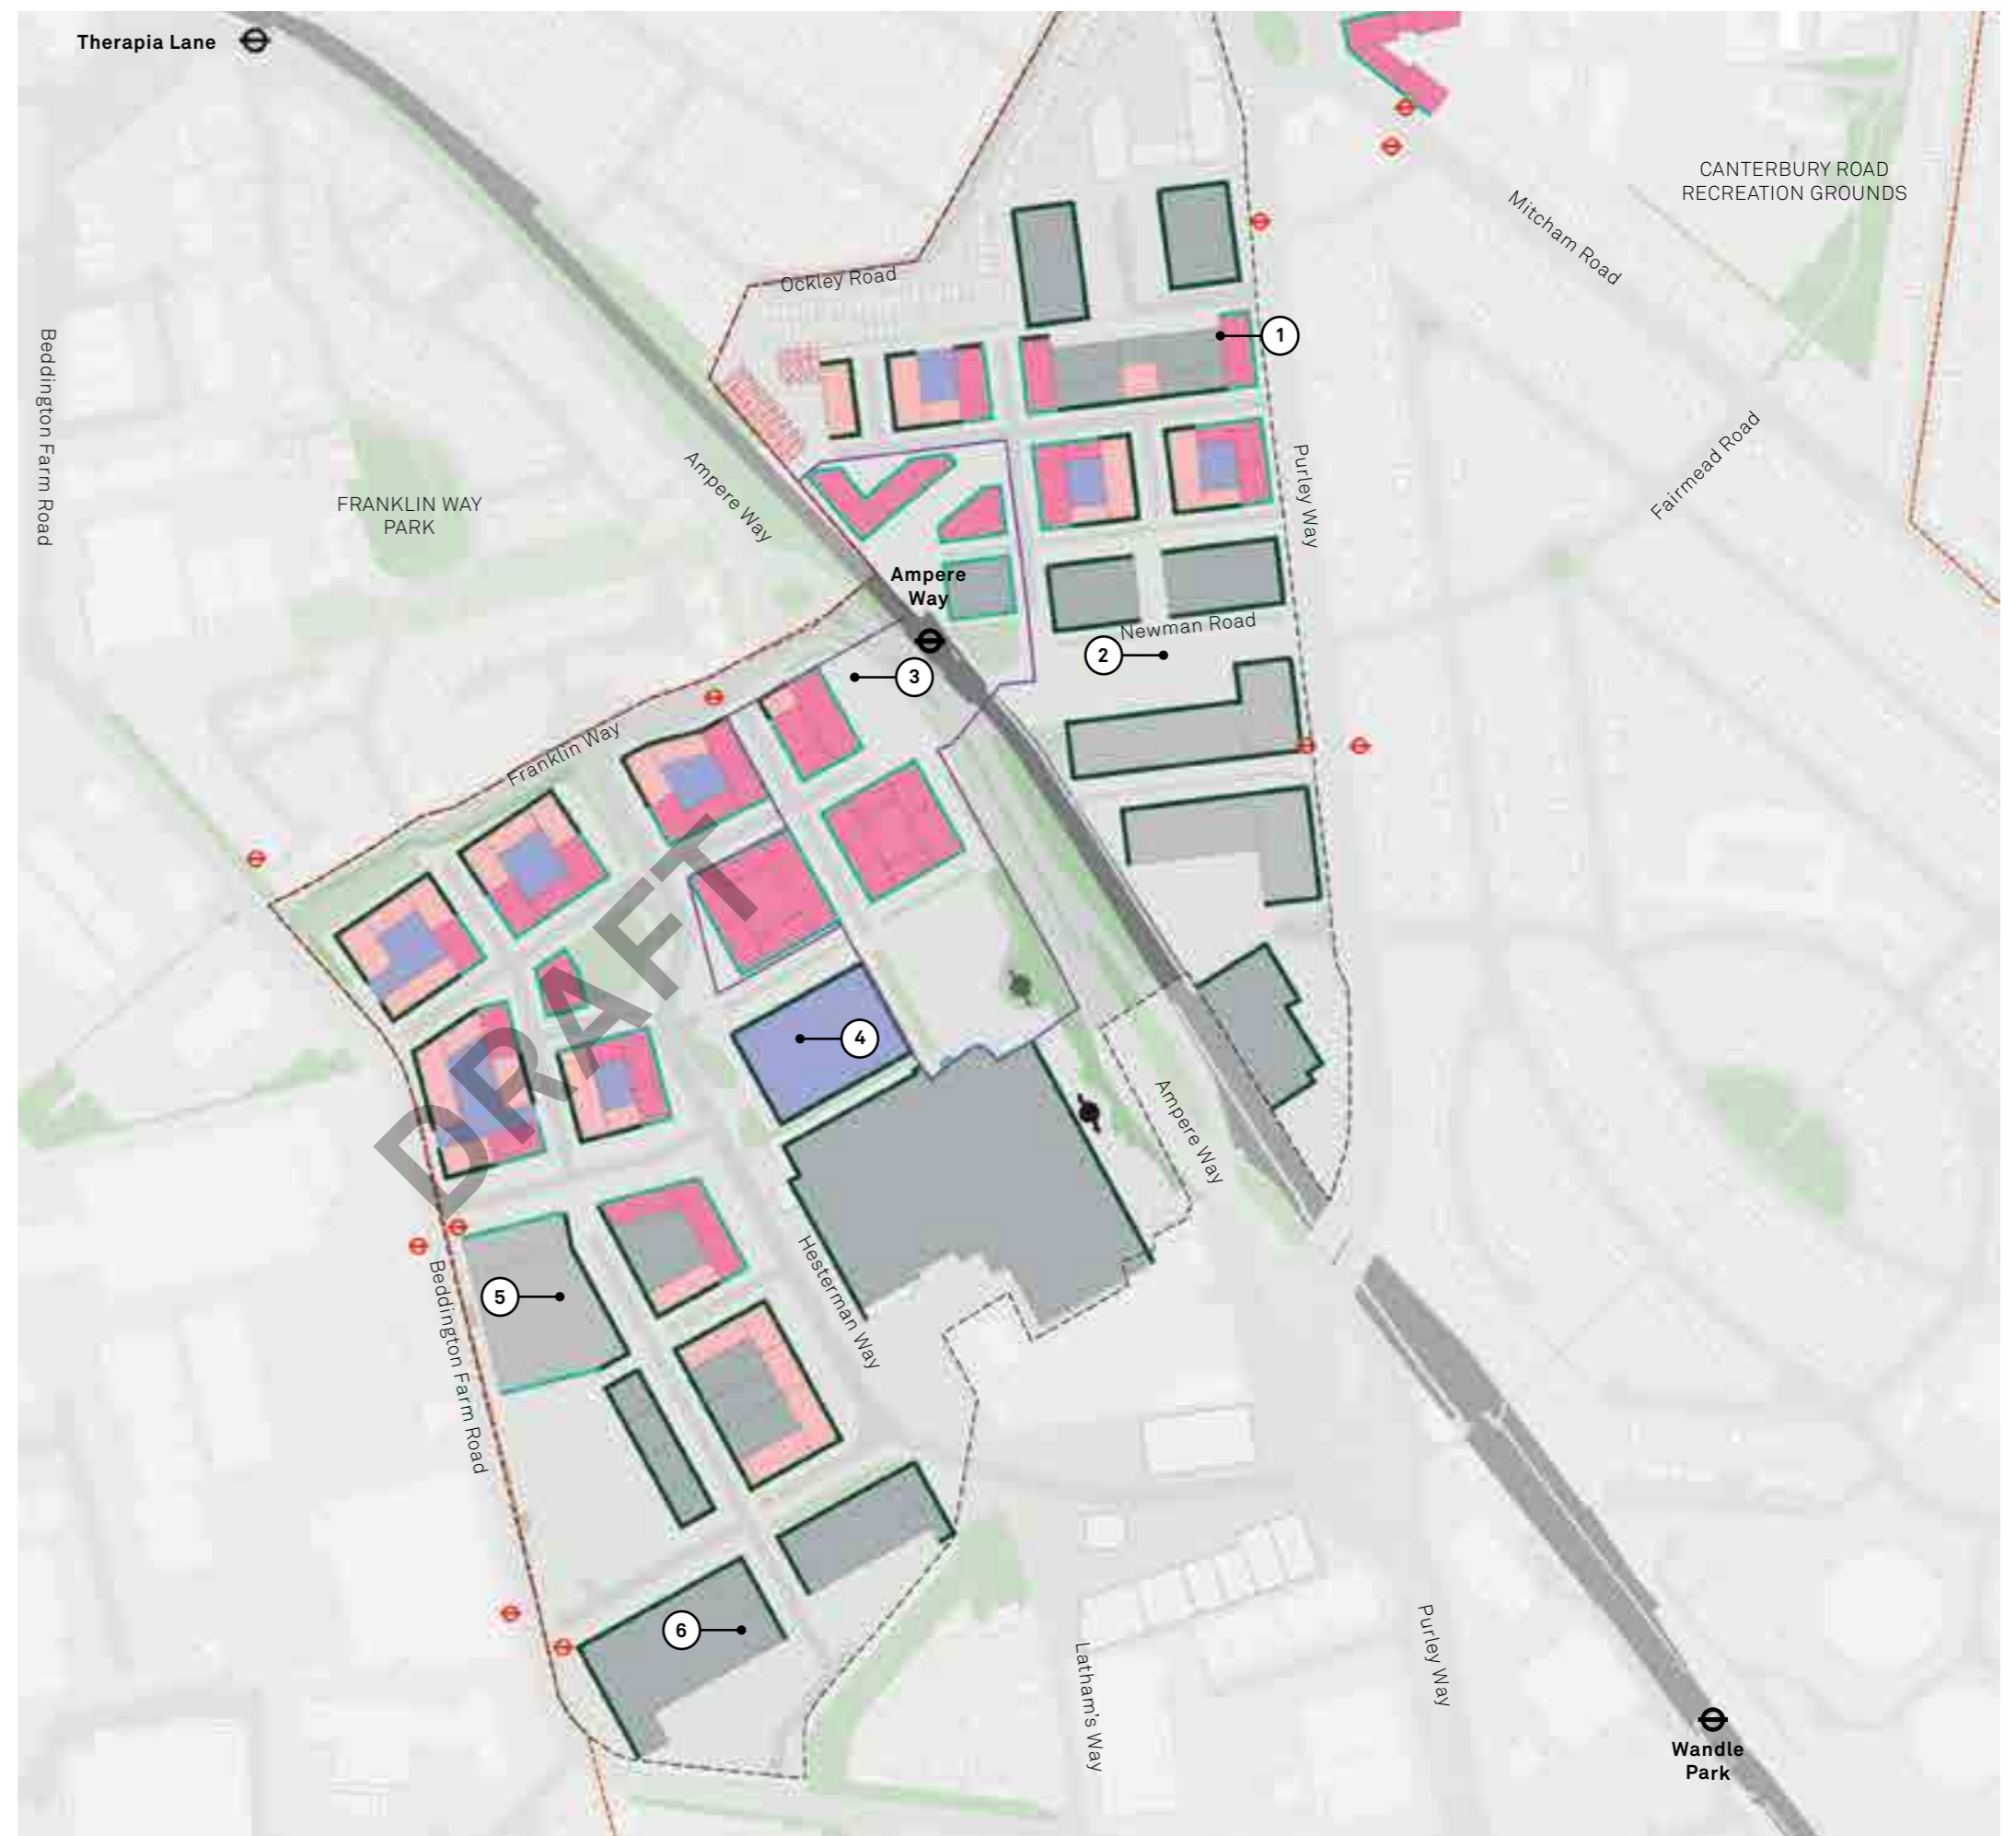 Therapia Lane
CANTERBURY ROAD
RECREATION GROUNDS
Mitcham Road
Ockley Road
1
Beddington Farm Road
Fairmead Road
Purley Way
Ampere Way
FRANKLIN WAY
PARK
Ampere
Way
Newman Road
2
3
Franklin Way
DRAFT
4
Ampere Way
5
Hesterman Way
Beddington Farm Road
6
Latham's Way
Purley Way
Wandle
Park